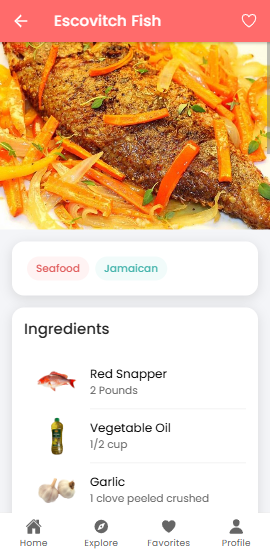 Escovitch Fish
Seafood
Jamaican
Ingredients
Red Snapper
2 Pounds
Vegetable Oil
1/2 cup
Garlic
1 clove peeled crushed
Home
Explore
Favorites
Profile